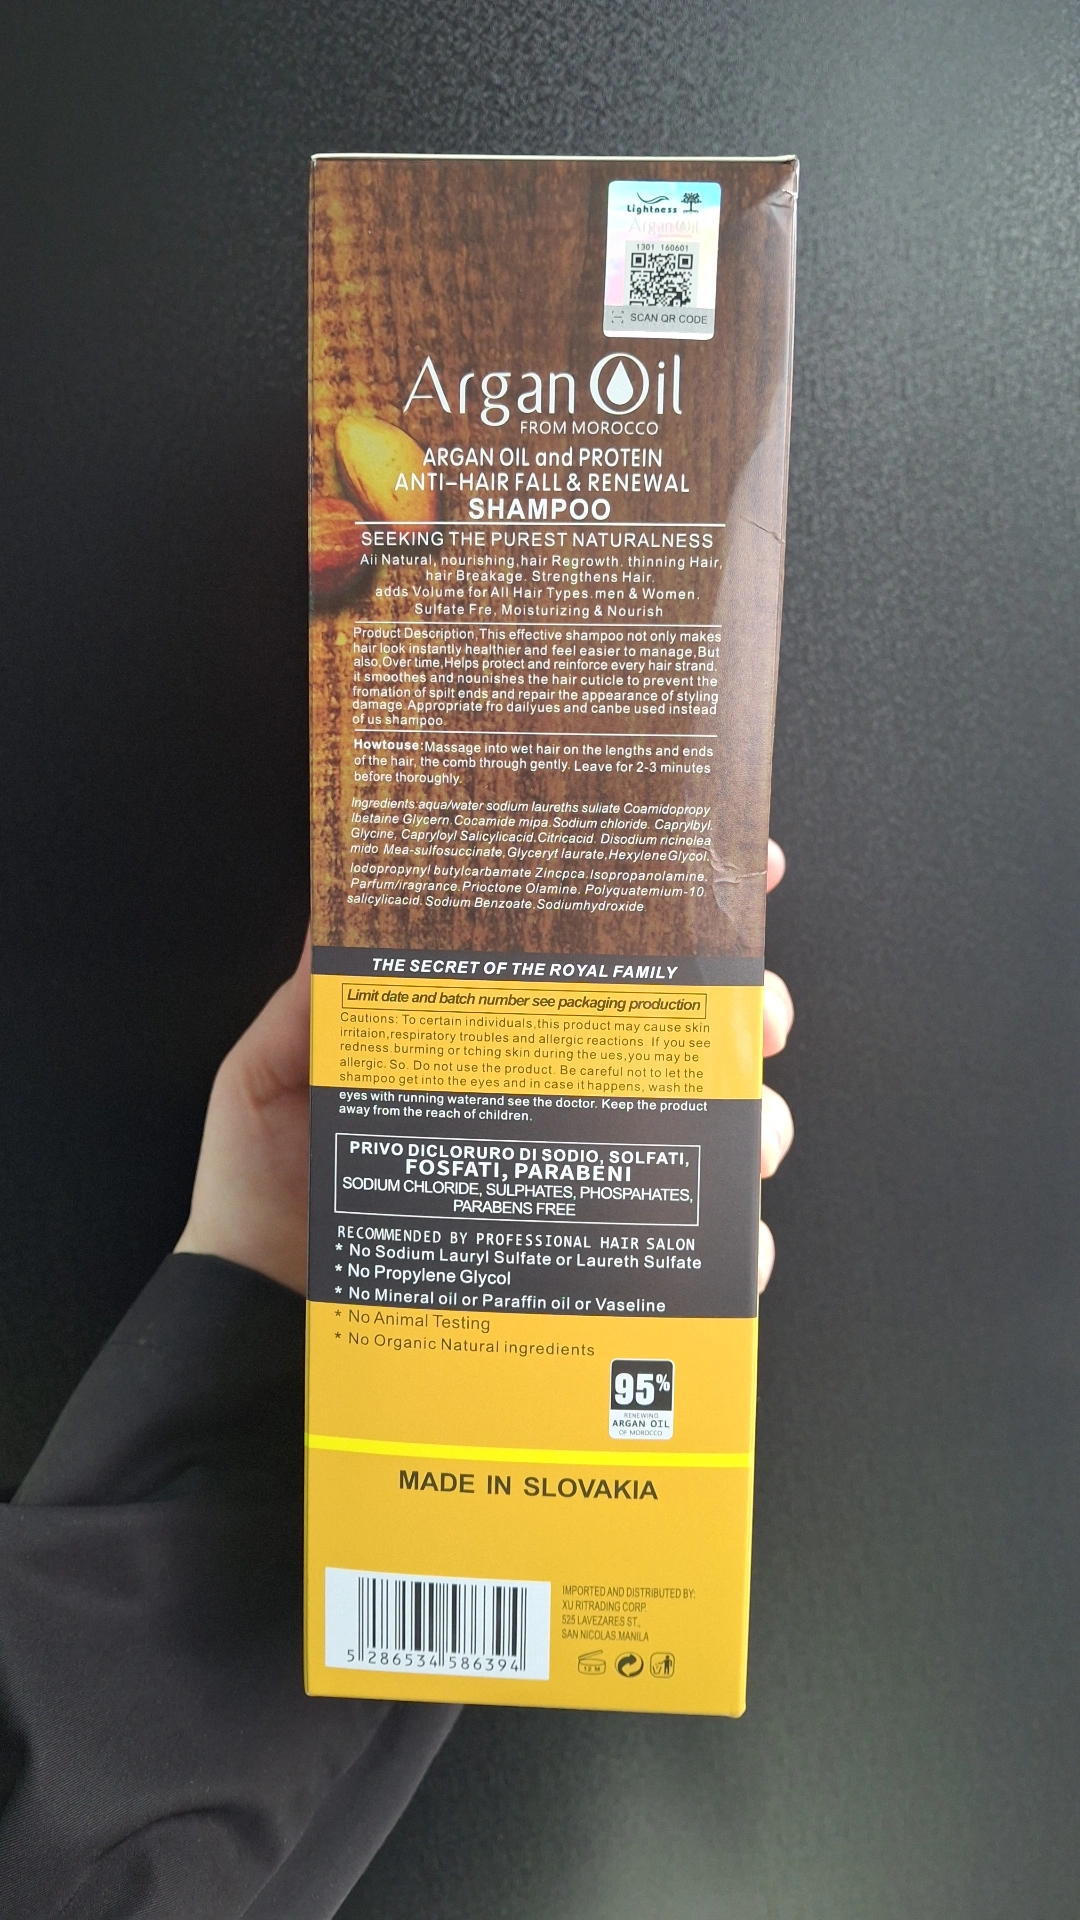 Lightness
Argan Oil
1301 160601
SCAN QR CODE
Argan Oil
FROM MOROCCO
ARGAN OIL and PROTEIN
ANTI-HAIR FALL & RENEWAL
SHAMPOO
SEEKING THE PUREST NATURALNESS
Aii Natural, nourishing,hair Regrowth. thinning Hair,
hair Breakage. Strengthens Hair.
adds Volume for All Hair Types.men & Women.
Sulfate Fre, Moisturizing & Nourish
Product Description,This effective shampoo not only makes
hair look instantly healthier and feel easier to manage,But
also,Over time,Helps protect and reinforce every hair strand.
it smoothes and nounishes the hair cuticle to prevent the
fromation of spilt ends and repair the appearance of styling
damage.Appropriate fro dailyues and canbe used instead
of us shampoo.
Howtouse:Massage into wet hair on the lengths and ends
of the hair, the comb through gently. Leave for 2-3 minutes
before thoroughly.
Ingredients:aqua/water sodium laureths suliate Coamidopropy
lbetaine Glycern.Cocamide mipa.Sodium chloride. Caprylbyl.
Glycine, Capryloyl Salicylicacid.Citricacid. Disodium ricinolea
mido Mea-sulfosuccinate,Glyceryt laurate,HexyleneGlycol.
Iodopropynyl butylcarbamate Zincpca.Isopropanolamine.
Parfum/iragrance.Prioctone Olamine. Polyquatemium-10.
salicylicacid. Sodium Benzoate.Sodiumhydroxide.
THE SECRET OF THE ROYAL FAMILY
Limit date and batch number see packaging production
Cautions: To certain individuals,this product may cause skin
irritaion,respiratory troubles and allergic reactions. If you see
redness.burming or tching skin during the ues,you may be
allergic. So. Do not use the product. Be careful not to let the
shampoo get into the eyes and in case it happens, wash the
eyes with running waterand see the doctor. Keep the product
away from the reach of children.
PRIVO DICLORURO DI SODIO, SOLFATI,
FOSFATI, PARABENI
SODIUM CHLORIDE, SULPHATES, PHOSPAHATES,
PARABENS FREE
RECOMMENDED BY PROFESSIONAL HAIR SALON
* No Sodium Lauryl Sulfate or Laureth Sulfate
* No Propylene Glycol
* No Mineral oil or Paraffin oil or Vaseline
* No Animal Testing
* No Organic Natural ingredients
95%
RENEWING
ARGAN OIL
OF MOROCCO
MADE IN SLOVAKIA
5 286534 586394
IMPORTED AND DISTRIBUTED BY:
XU RITRADING CORP.
525 LAVEZARES ST.,
SAN NICOLAS.MANILA
12 M